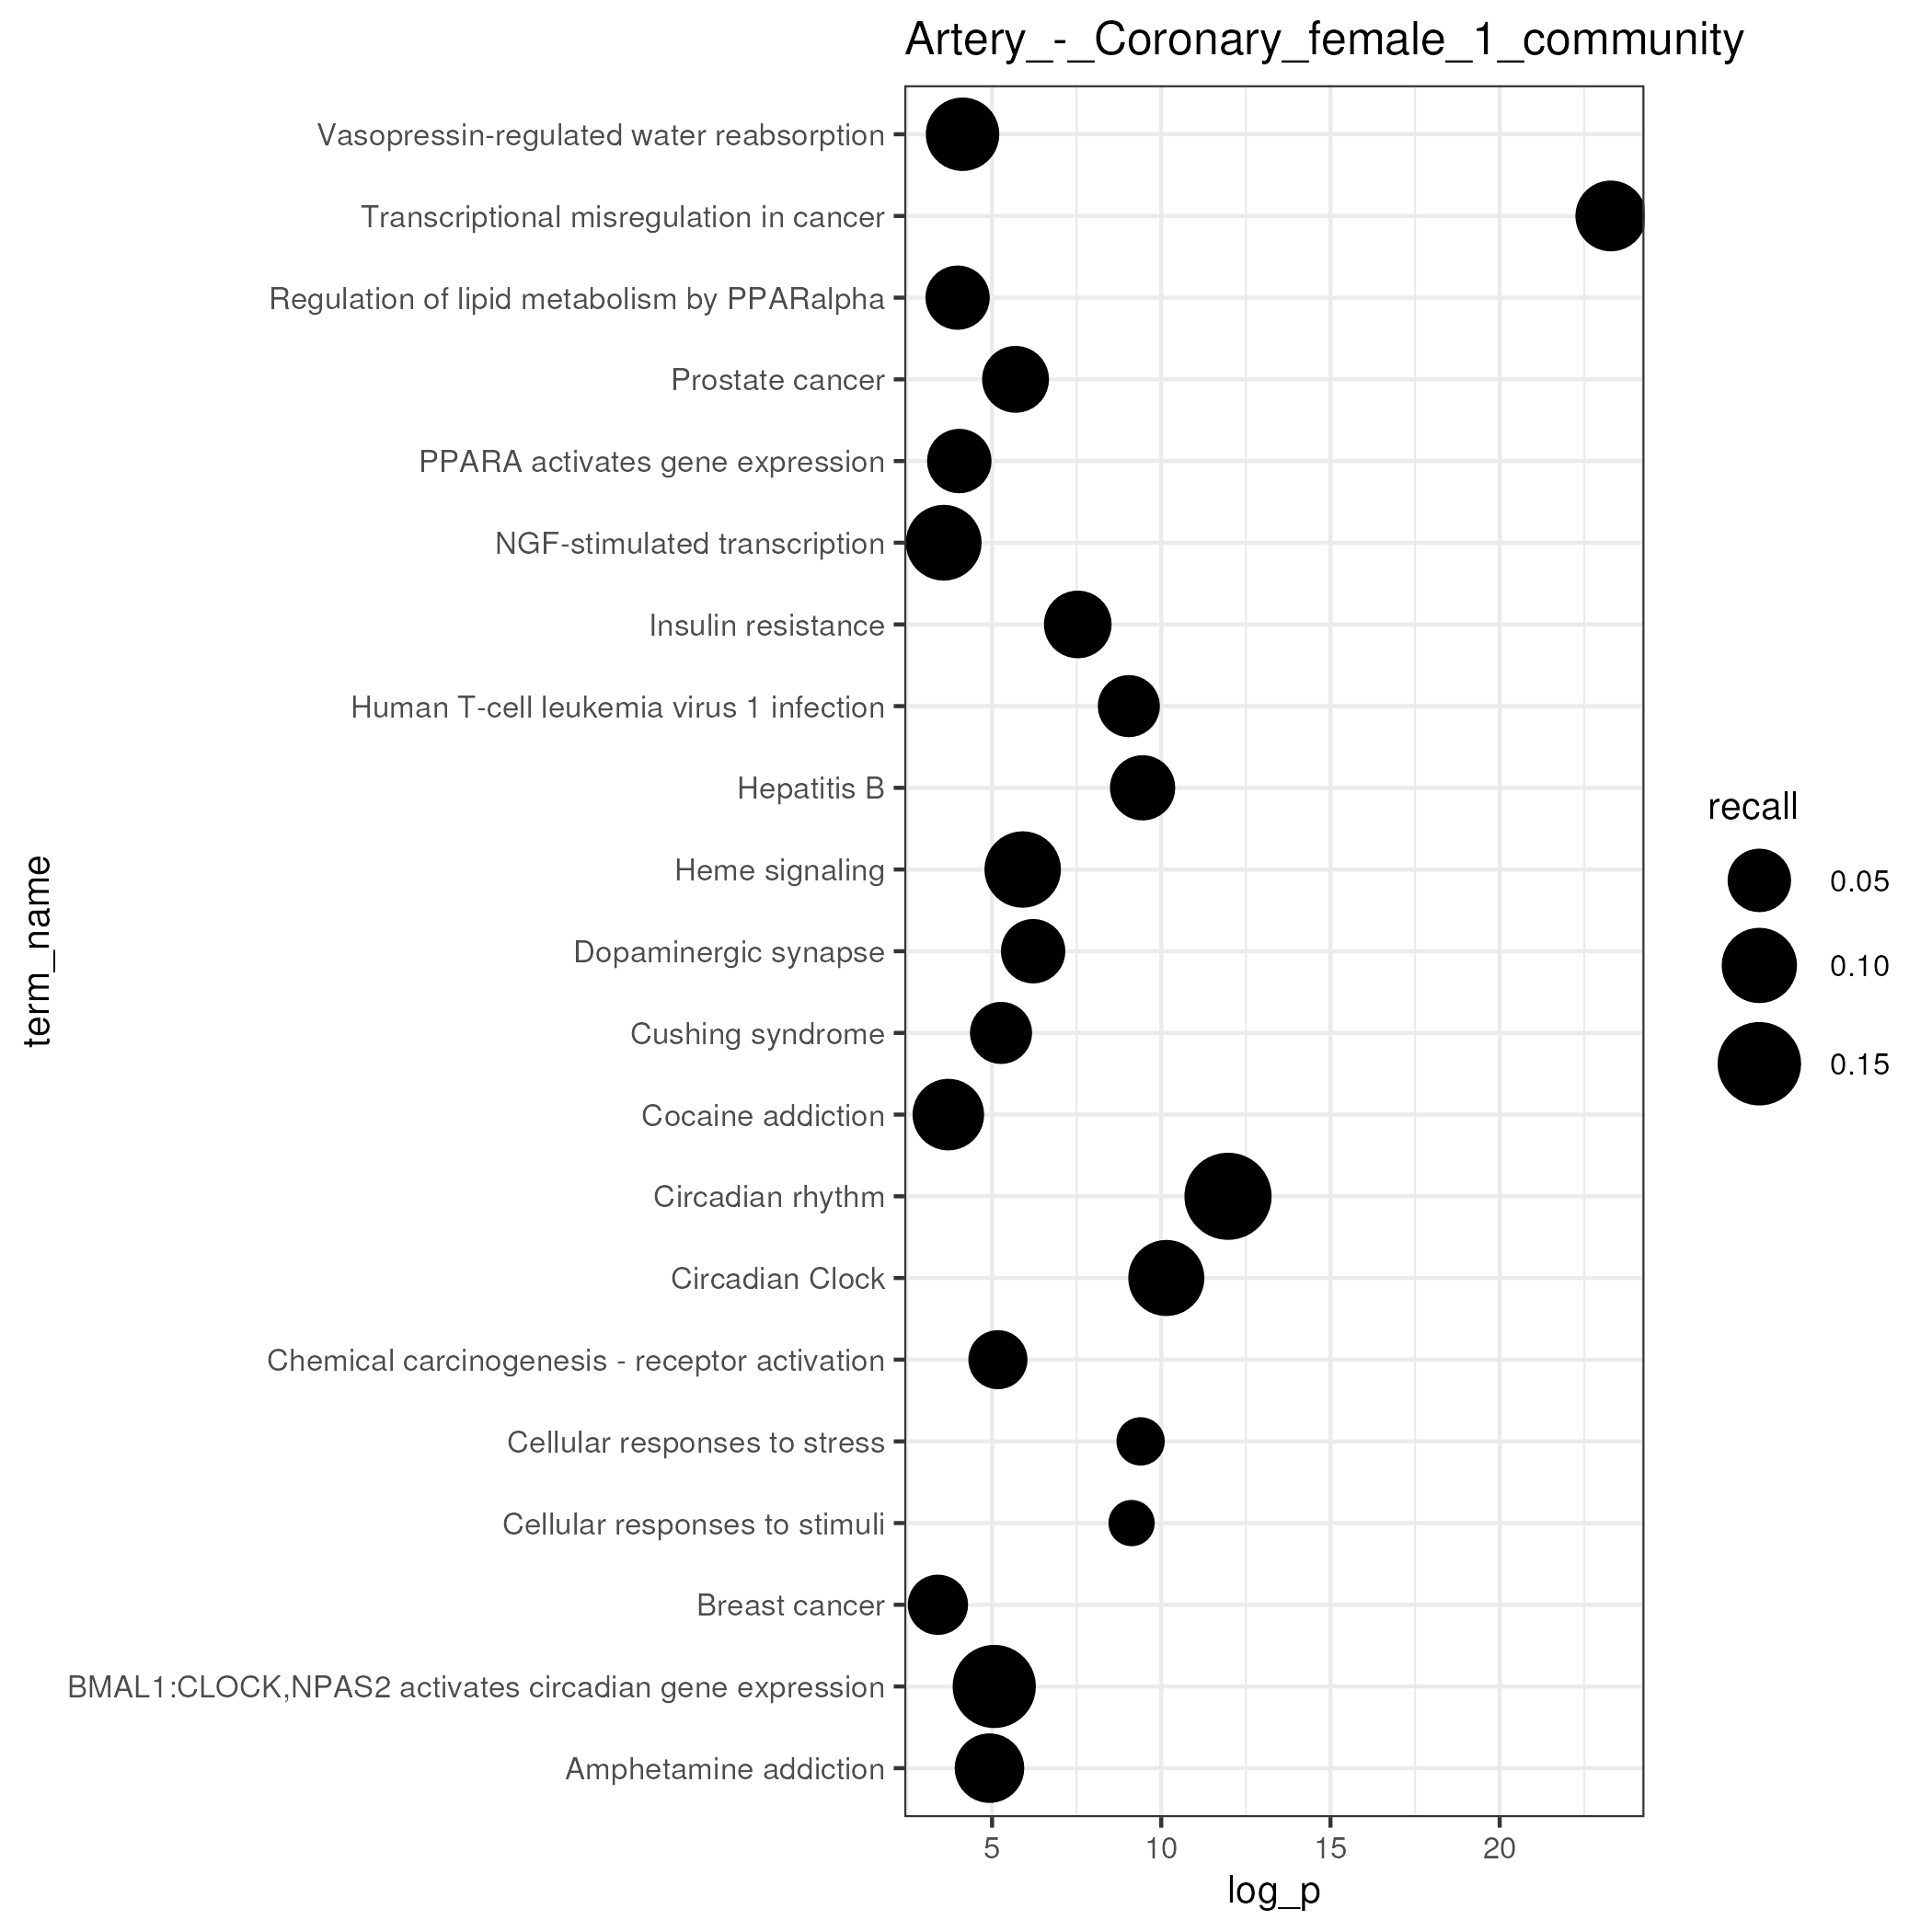 Artery_-_Coronary_female_1_community
Vasopressin-regulated water reabsorption
Transcriptional misregulation in cancer
Regulation of lipid metabolism by PPARalpha
Prostate cancer
PPARA activates gene expression
NGF-stimulated transcription
Insulin resistance
Human T-cell leukemia virus 1 infection
Hepatitis B
Heme signaling
Dopaminergic synapse
Cushing syndrome
Cocaine addiction
Circadian rhythm
Circadian Clock
Chemical carcinogenesis - receptor activation
Cellular responses to stress
Cellular responses to stimuli
Breast cancer
BMAL1:CLOCK,NPAS2 activates circadian gene expression
Amphetamine addiction
term_name
5 10 15 20
log_p
recall
0.05
0.10
0.15